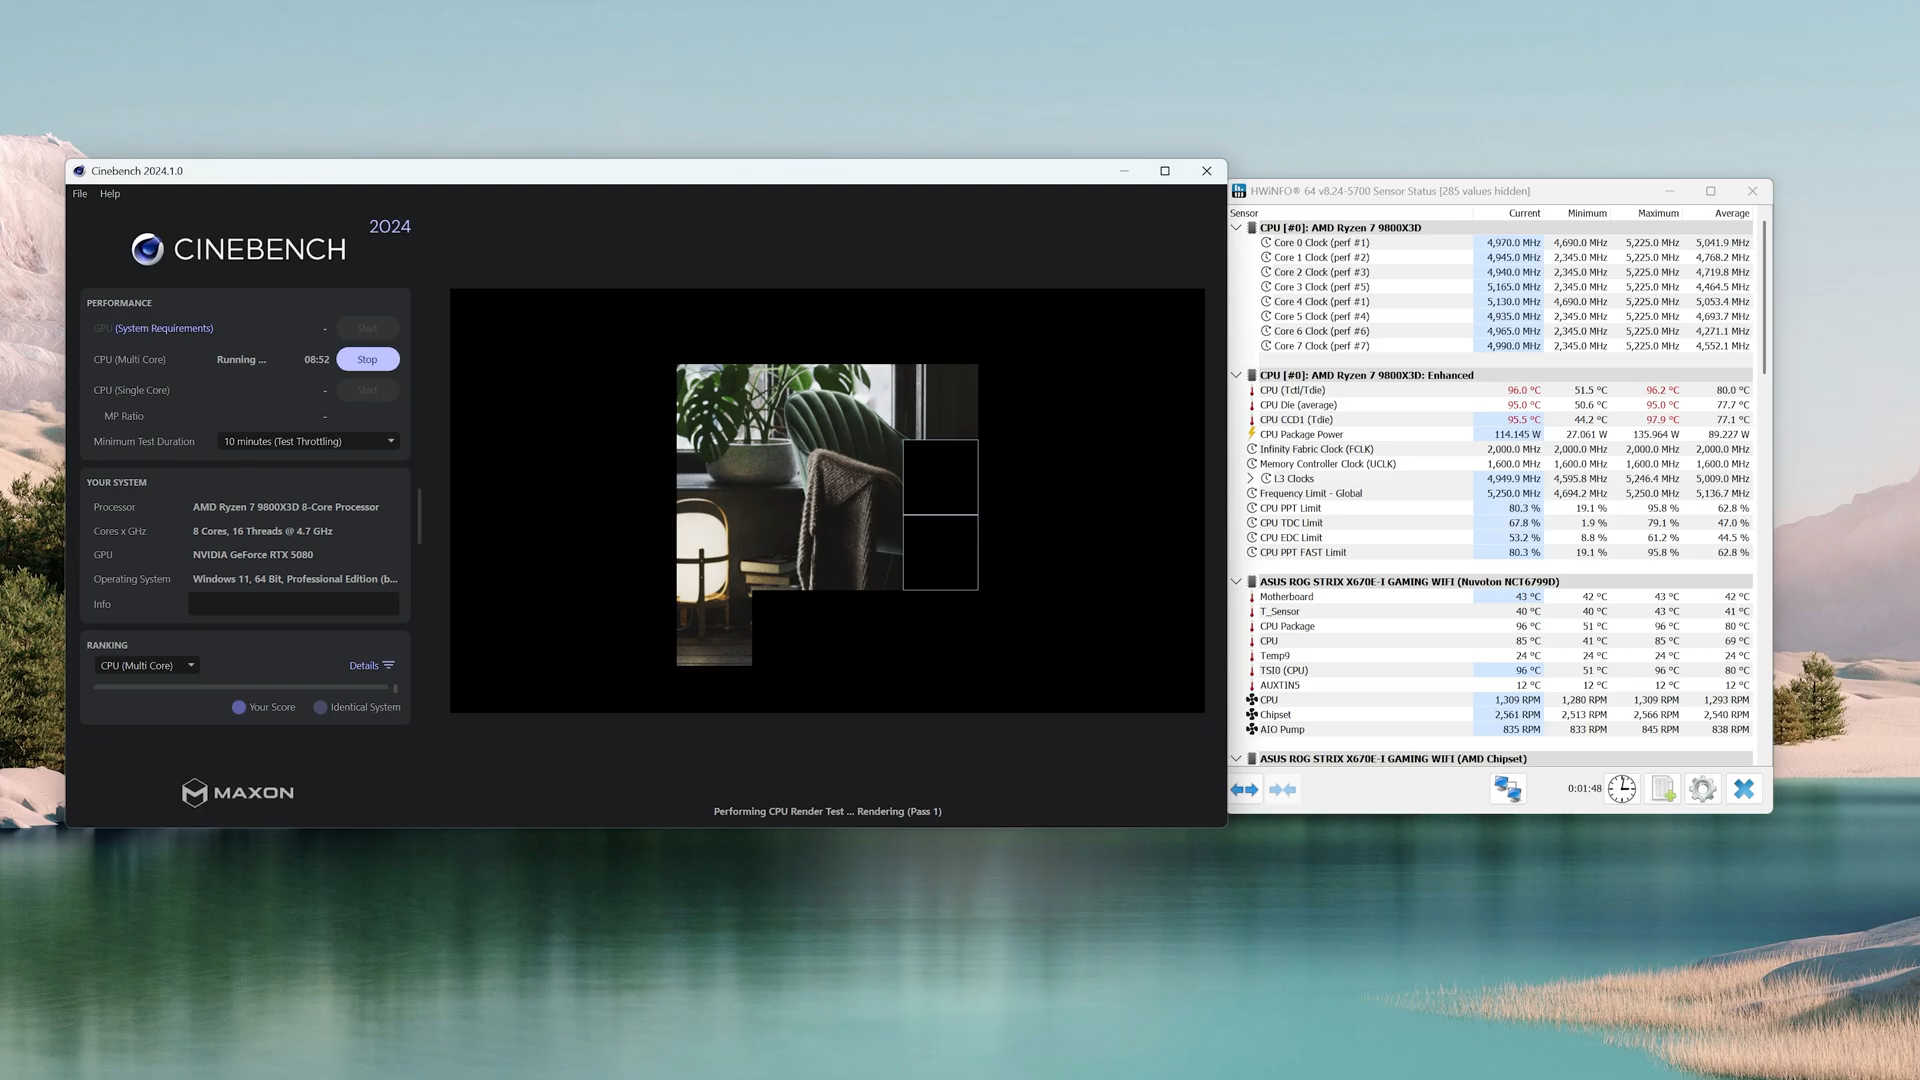 Cinebench 2024.1.0
File Help
CINEBENCH 2024
PERFORMANCE
GPU (System Requirements) - Start
CPU (Multi Core) Running ... 08:52 Stop
CPU (Single Core) - Start
MP Ratio -
Minimum Test Duration 10 minutes (Test Throttling)
YOUR SYSTEM
Processor AMD Ryzen 7 9800X3D 8-Core Processor
Cores x GHz 8 Cores, 16 Threads @ 4.7 GHz
GPU NVIDIA GeForce RTX 5080
Operating System Windows 11, 64 Bit, Professional Edition (b...
Info
RANKING
CPU (Multi Core) Details
Your Score Identical System
MAXON
Performing CPU Render Test ... Rendering (Pass 1)
HWiNFO® 64 v8.24-5700 Sensor Status [285 values hidden]
Sensor Current Minimum Maximum Average
CPU [#0]: AMD Ryzen 7 9800X3D
Core 0 Clock (perf #1) 4,970.0 MHz 4,690.0 MHz 5,225.0 MHz 5,041.9 MHz
Core 1 Clock (perf #2) 4,945.0 MHz 2,345.0 MHz 5,225.0 MHz 4,768.2 MHz
Core 2 Clock (perf #3) 4,940.0 MHz 2,345.0 MHz 5,225.0 MHz 4,719.8 MHz
Core 3 Clock (perf #5) 5,165.0 MHz 2,345.0 MHz 5,225.0 MHz 4,464.5 MHz
Core 4 Clock (perf #1) 5,130.0 MHz 4,690.0 MHz 5,225.0 MHz 5,053.4 MHz
Core 5 Clock (perf #4) 4,935.0 MHz 2,345.0 MHz 5,225.0 MHz 4,693.7 MHz
Core 6 Clock (perf #6) 4,965.0 MHz 2,345.0 MHz 5,225.0 MHz 4,271.1 MHz
Core 7 Clock (perf #7) 4,990.0 MHz 2,345.0 MHz 5,225.0 MHz 4,552.1 MHz
CPU [#0]: AMD Ryzen 7 9800X3D: Enhanced
CPU (Tctl/Tdie) 96.0 °C 51.5 °C 96.2 °C 80.0 °C
CPU Die (average) 95.0 °C 50.6 °C 95.0 °C 77.7 °C
CPU CCD1 (Tdie) 95.5 °C 44.2 °C 97.9 °C 77.1 °C
CPU Package Power 114.145 W 27.061 W 135.964 W 89.227 W
Infinity Fabric Clock (FCLK) 2,000.0 MHz 2,000.0 MHz 2,000.0 MHz 2,000.0 MHz
Memory Controller Clock (UCLK) 1,600.0 MHz 1,600.0 MHz 1,600.0 MHz 1,600.0 MHz
L3 Clocks 4,949.9 MHz 4,595.8 MHz 5,246.4 MHz 5,009.0 MHz
Frequency Limit - Global 5,250.0 MHz 4,694.2 MHz 5,250.0 MHz 5,136.7 MHz
CPU PPT Limit 80.3 % 19.1 % 95.8 % 62.8 %
CPU TDC Limit 67.8 % 1.9 % 79.1 % 47.0 %
CPU EDC Limit 53.2 % 8.8 % 61.2 % 44.5 %
CPU PPT FAST Limit 80.3 % 19.1 % 95.8 % 62.8 %
ASUS ROG STRIX X670E-I GAMING WIFI (Nuvoton NCT6799D)
Motherboard 43 °C 42 °C 43 °C 42 °C
T_Sensor 40 °C 40 °C 43 °C 41 °C
CPU Package 96 °C 51 °C 96 °C 80 °C
CPU 85 °C 41 °C 85 °C 69 °C
Temp9 24 °C 24 °C 24 °C 24 °C
TSI0 (CPU) 96 °C 51 °C 96 °C 80 °C
AUXTIN5 12 °C 12 °C 12 °C 12 °C
CPU 1,309 RPM 1,280 RPM 1,309 RPM 1,293 RPM
Chipset 2,561 RPM 2,513 RPM 2,566 RPM 2,540 RPM
AIO Pump 835 RPM 833 RPM 845 RPM 838 RPM
ASUS ROG STRIX X670E-I GAMING WIFI (AMD Chipset)
0:01:48